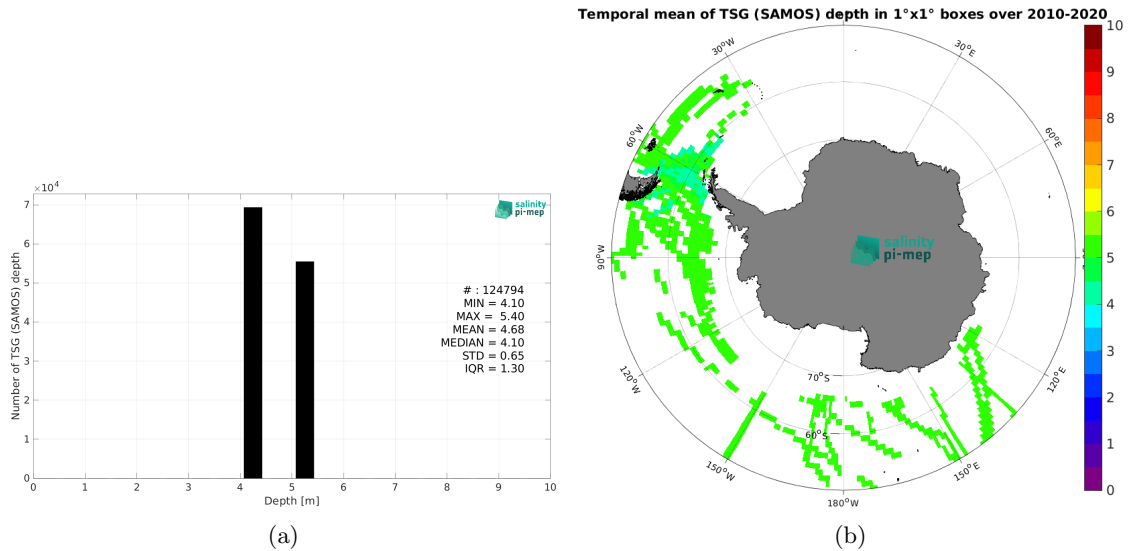 ×10⁴
7
6
5
4
3
2
1
0
Number of TSG (SAMOS) depth
0 1 2 3 4 5 6 7 8 9 10
Depth [m]
salinity
pi-mep
# : 124794
MIN = 4.10
MAX = 5.40
MEAN = 4.68
MEDIAN = 4.10
STD = 0.65
IQR = 1.30
(a)
Temporal mean of TSG (SAMOS) depth in 1°x1° boxes over 2010-2020
30°W
30°E
60°W
60°E
90°W
120°W
120°E
150°W
150°E
180°W
70°S
60°S
salinity
pi-mep
10
9
8
7
6
5
4
3
2
1
0
(b)